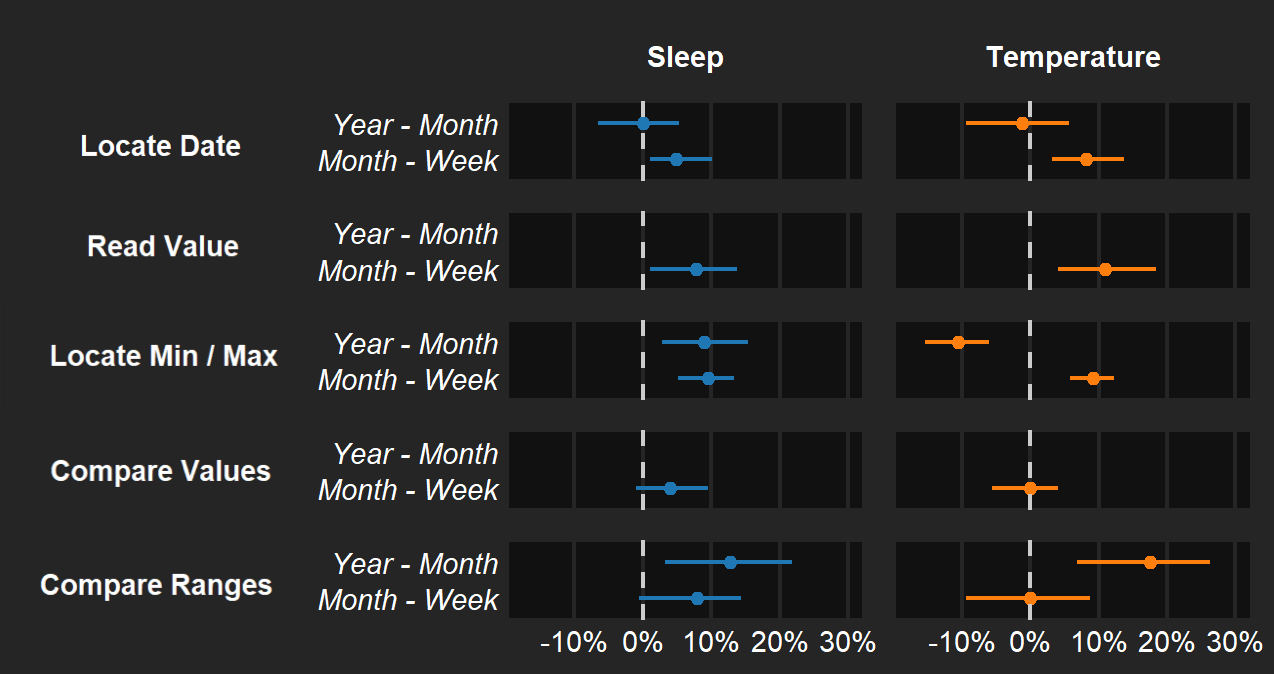 Sleep Temperature
Locate Date
Year - Month
Month - Week
Read Value
Year - Month
Month - Week
Locate Min / Max
Year - Month
Month - Week
Compare Values
Year - Month
Month - Week
Compare Ranges
Year - Month
Month - Week
-10% 0% 10% 20% 30% -10% 0% 10% 20% 30%